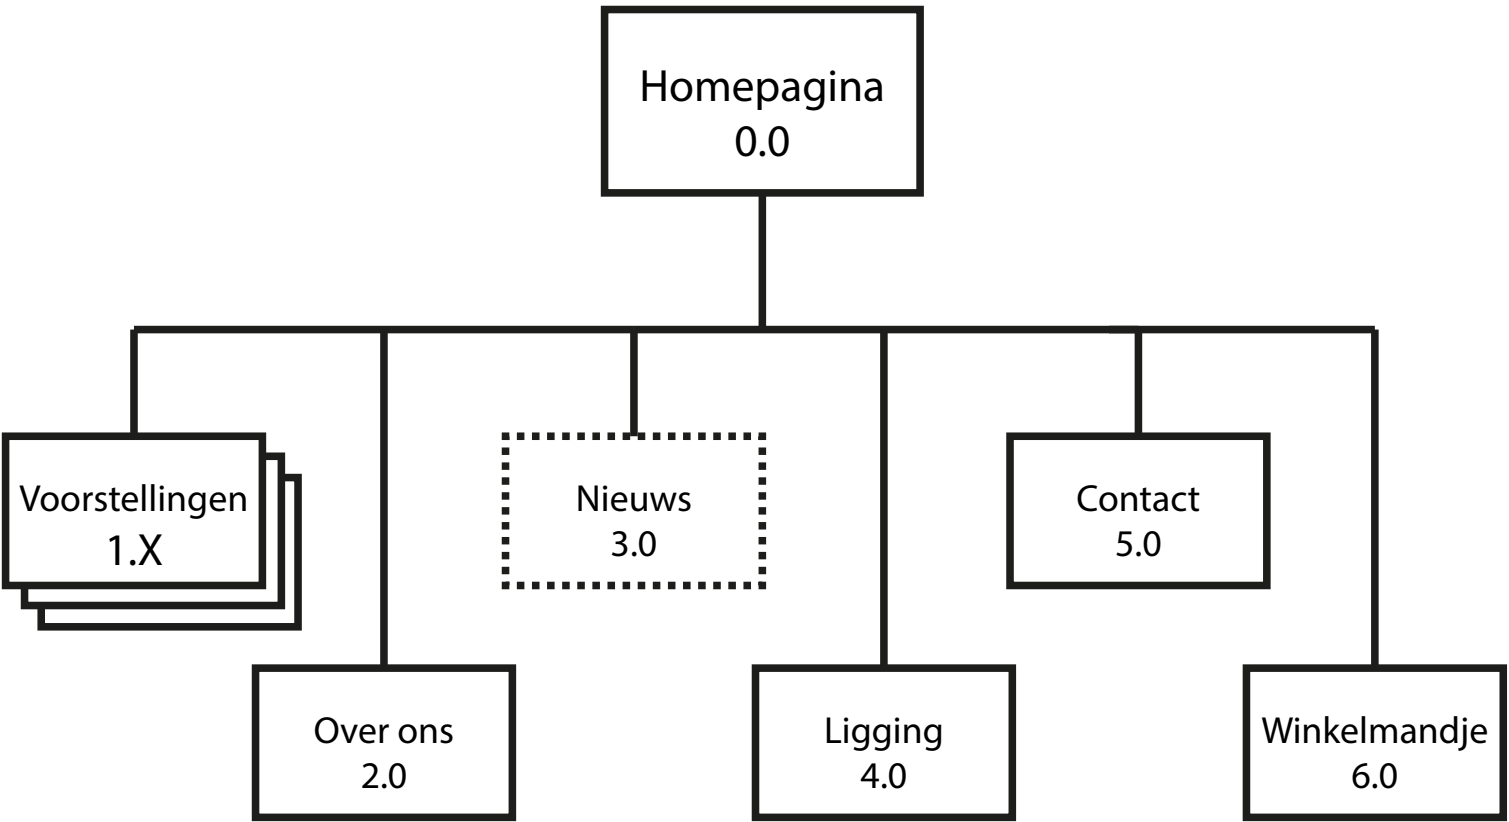 Homepagina
0.0
Voorstellingen
1.X
Nieuws
3.0
Contact
5.0
Over ons
2.0
Ligging
4.0
Winkelmandje
6.0